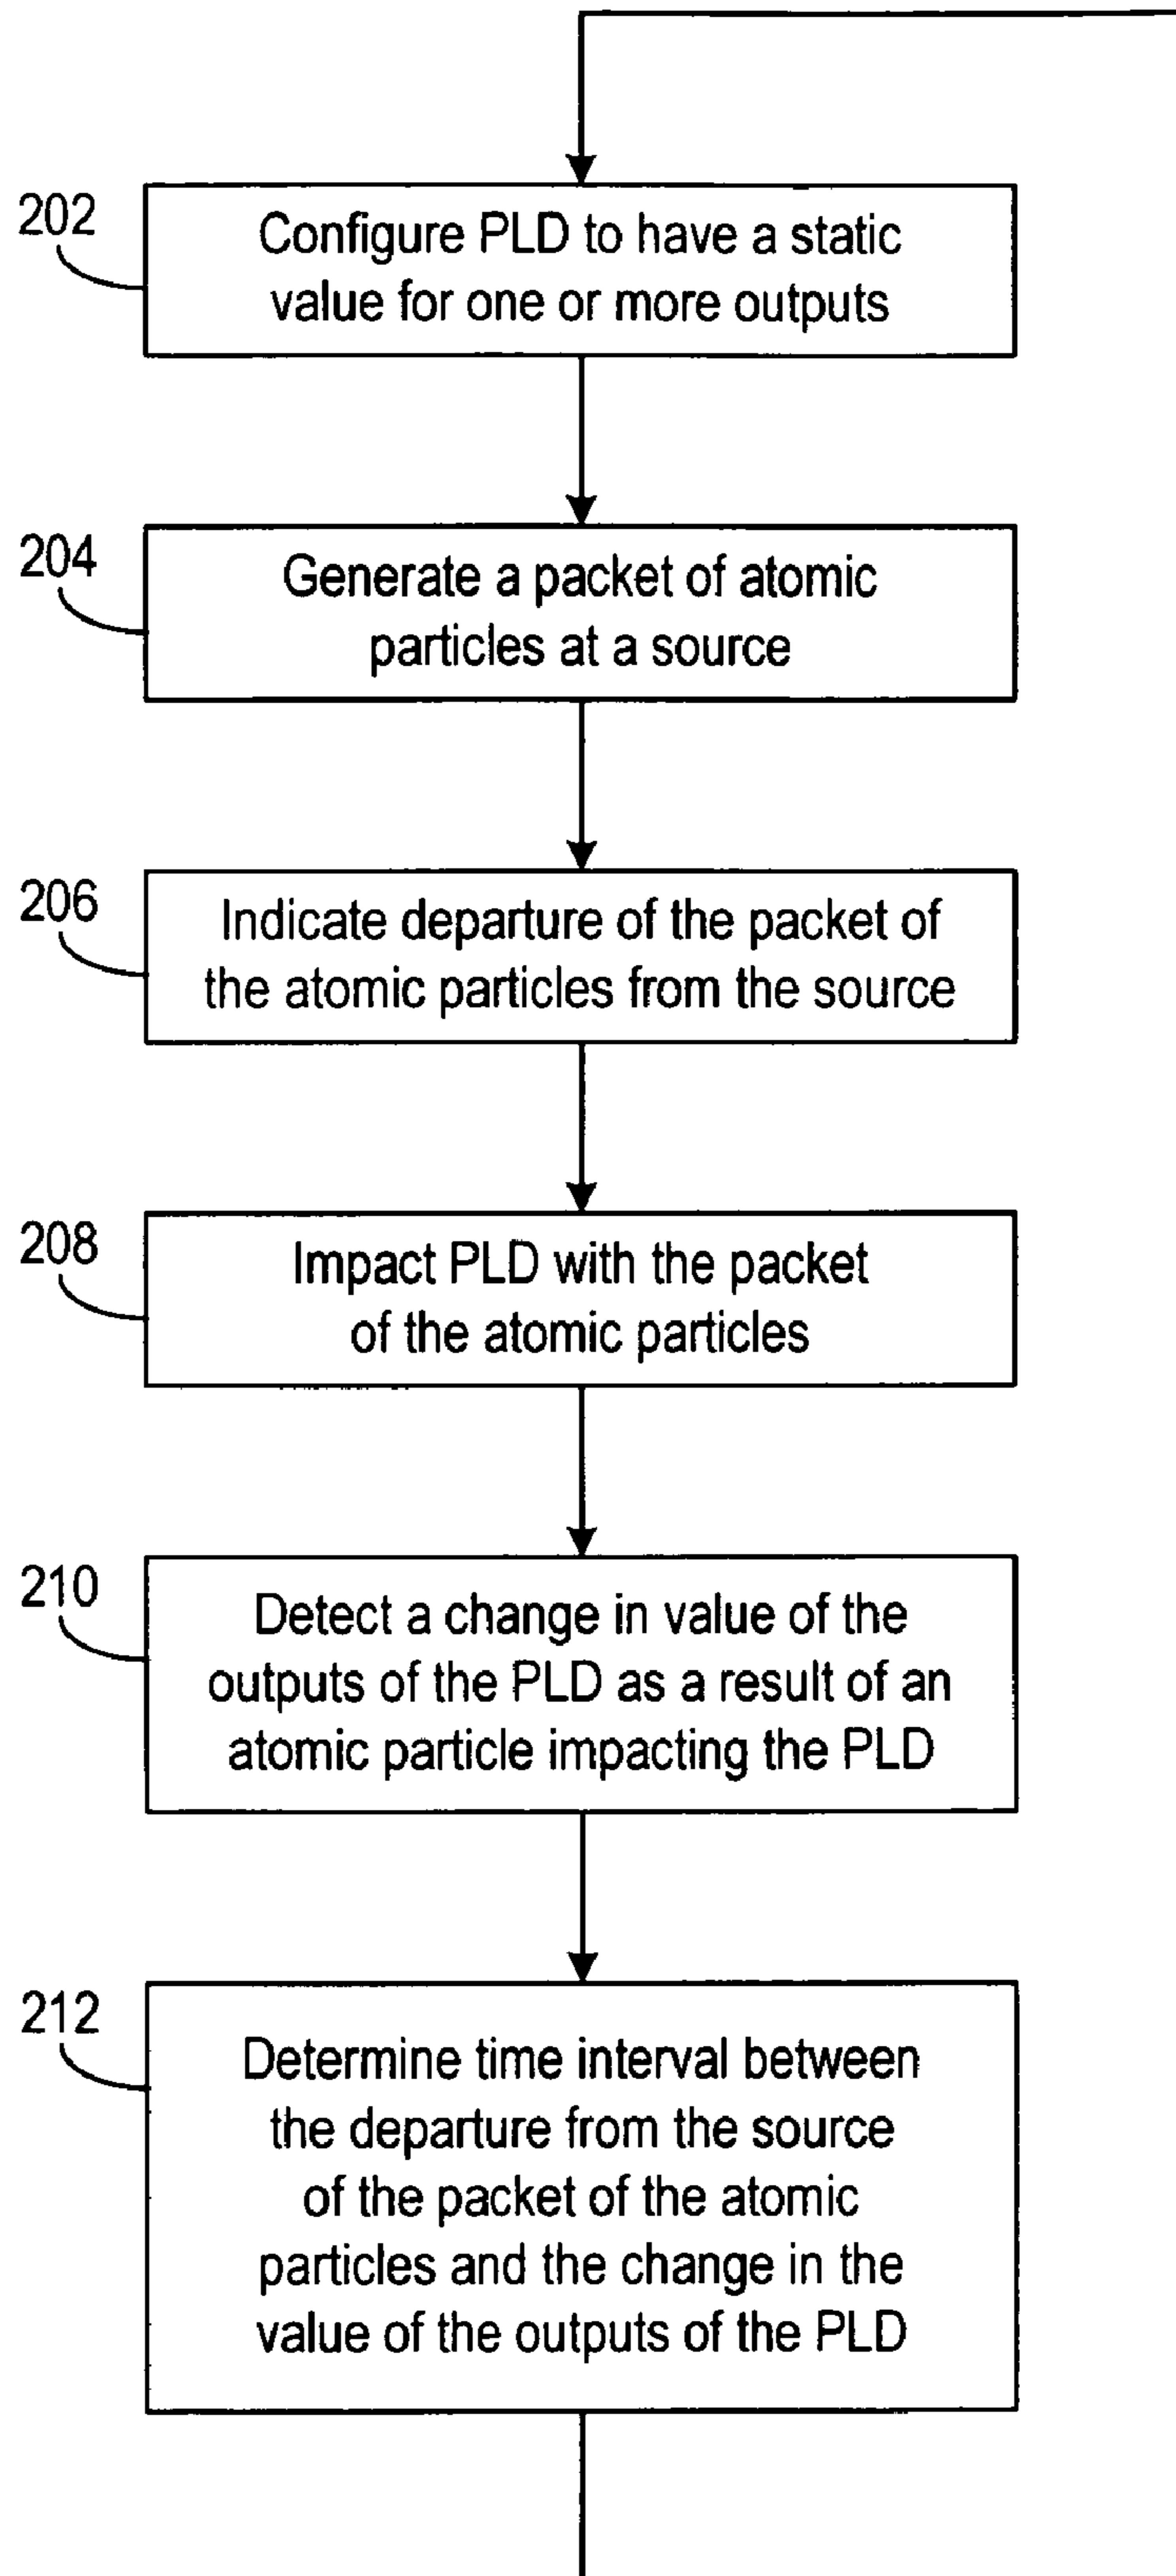 202
Configure PLD to have a static
value for one or more outputs
204
Generate a packet of atomic
particles at a source
206
Indicate departure of the packet of
the atomic particles from the source
208
Impact PLD with the packet
of the atomic particles
210
Detect a change in value of the
outputs of the PLD as a result of an
atomic particle impacting the PLD
212
Determine time interval between
the departure from the source
of the packet of the atomic
particles and the change in the
value of the outputs of the PLD